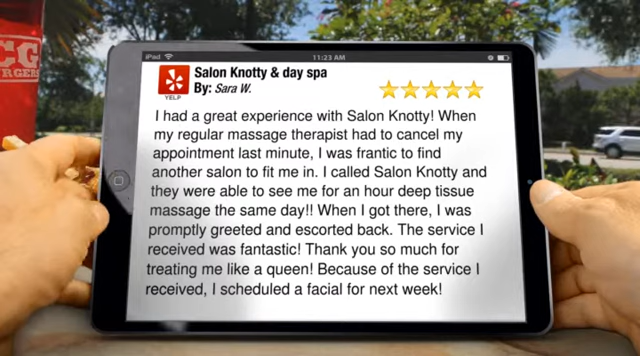 CG
URGERS
iPod
11:23 AM
YELP
Salon Knotty & day spa
By: Sara W.
I had a great experience with Salon Knotty! When
my regular massage therapist had to cancel my
appointment last minute, I was frantic to find
another salon to fit me in. I called Salon Knotty and
they were able to see me for an hour deep tissue
massage the same day!! When I got there, I was
promptly greeted and escorted back. The service I
received was fantastic! Thank you so much for
treating me like a queen! Because of the service I
received, I scheduled a facial for next week!